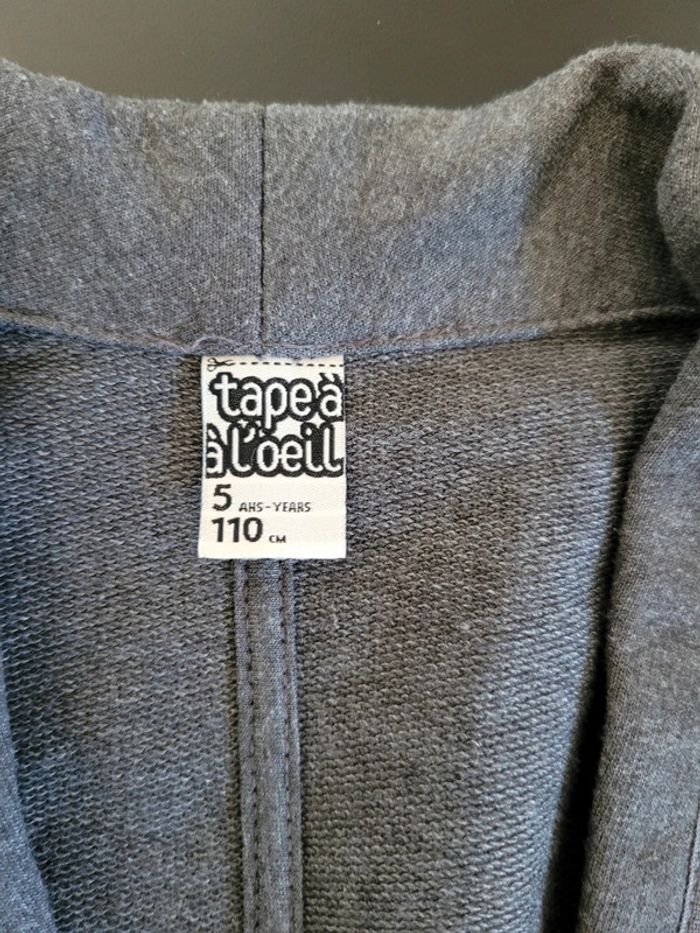 tape à
à l'oeil
5 ANS-YEARS
110 CM